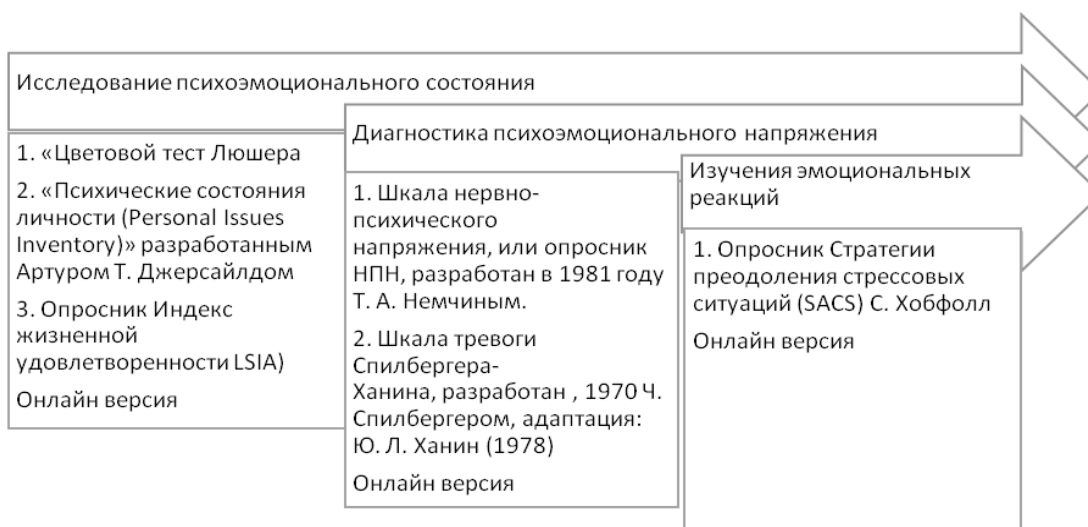 Исследование психоэмоционального состояния
1. «Цветовой тест Люшера
2. «Психические состояния
личности (Personal Issues
Inventory)» разработанным
Артуром Т. Джерсайлдом
3. Опросник Индекс
жизненной
удовлетворенности LSIA)
Онлайн версия
Диагностика психоэмоционального напряжения
1. Шкала нервно-
психического
напряжения, или опросник
НПН, разработан в 1981 году
Т. А. Немчиным.
2. Шкала тревоги
Спилбергера-
Ханина, разработан , 1970 Ч.
Спилбергером, адаптация:
Ю. Л. Ханин (1978)
Онлайн версия
Изучения эмоциональных
реакций
1. Опросник Стратегии
преодоления стрессовых
ситуаций (SACS) С. Хобфолл
Онлайн версия